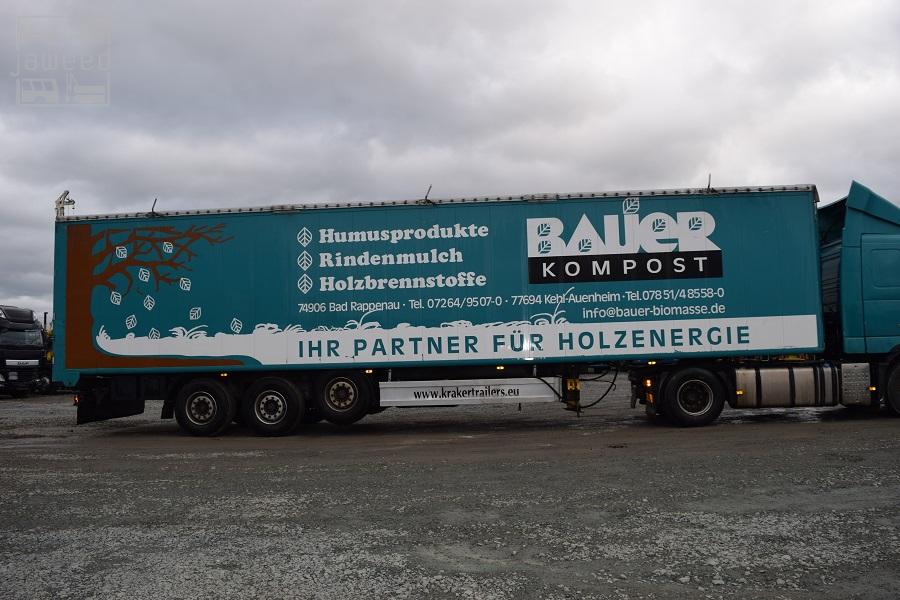 Humusprodukte
Rindenmulch
Holzbrennstoffe
BAUER
KOMPOST
74906 Bad Rappenau · Tel. 07264/9507-0 · 77694 Kehl-Auenheim · Tel. 07851/48558-0
info@bauer-biomasse.de
IHR PARTNER FÜR HOLZENERGIE
www.krakertrailers.eu